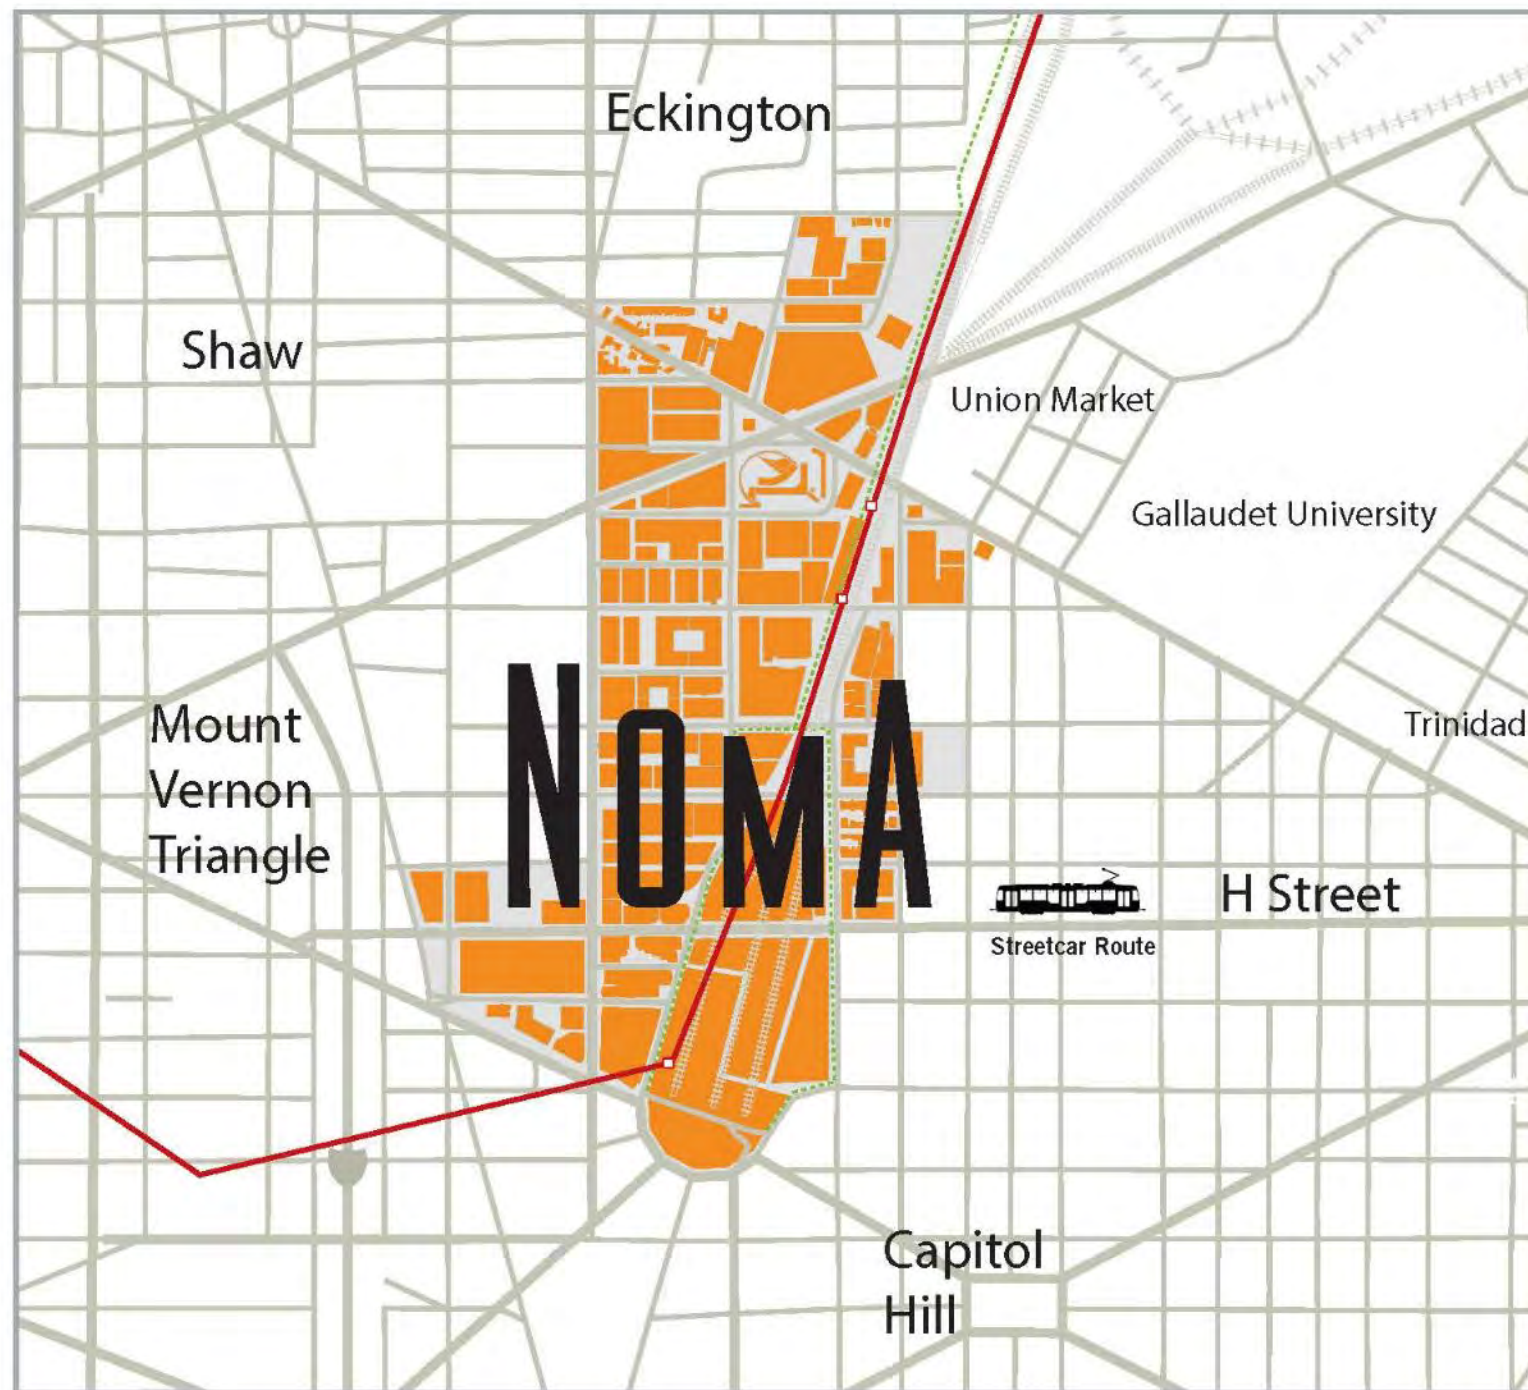 Eckington
Shaw
Union Market
Gallaudet University
NOMA
Mount
Vernon
Triangle
Trinidad
H Street
Streetcar Route
Capitol
Hill